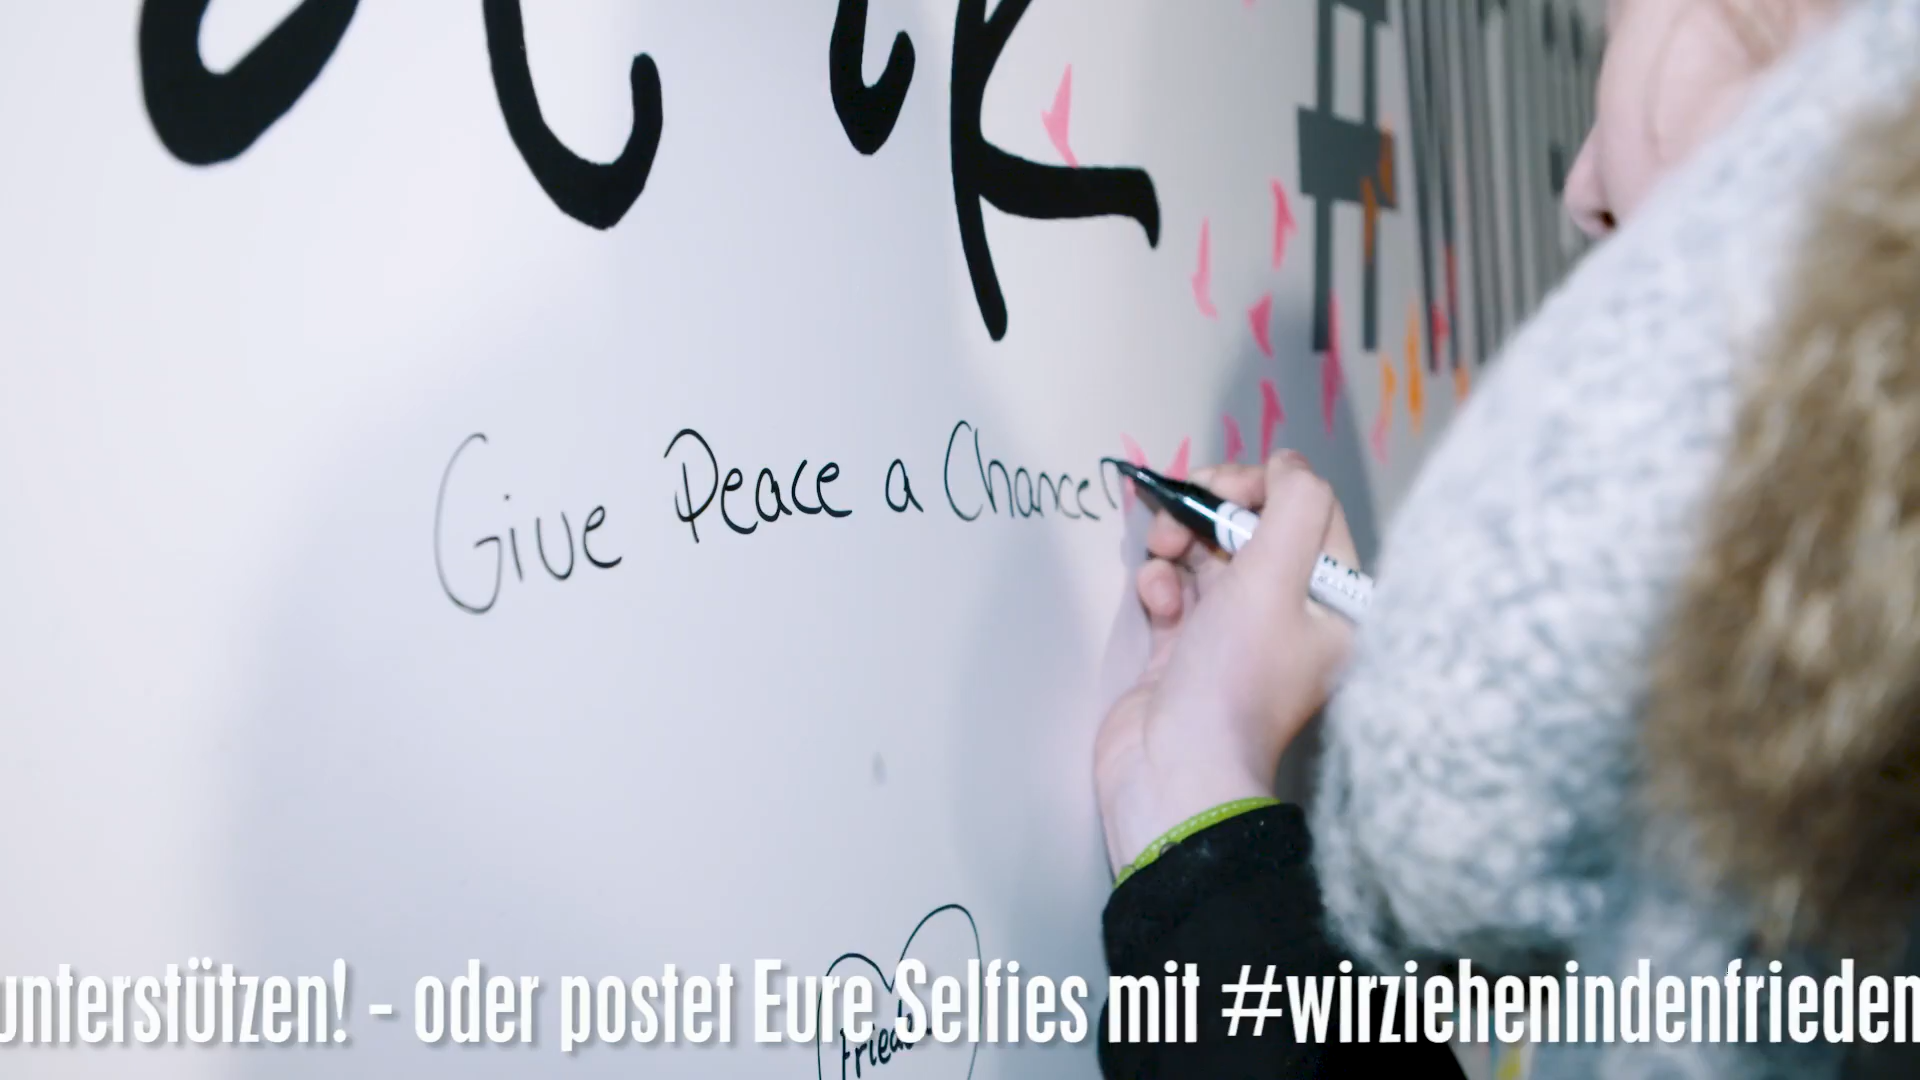 Give Peace a Chance
unterstützen! - oder postet Eure Selfies mit #wirziehenindenfrieden